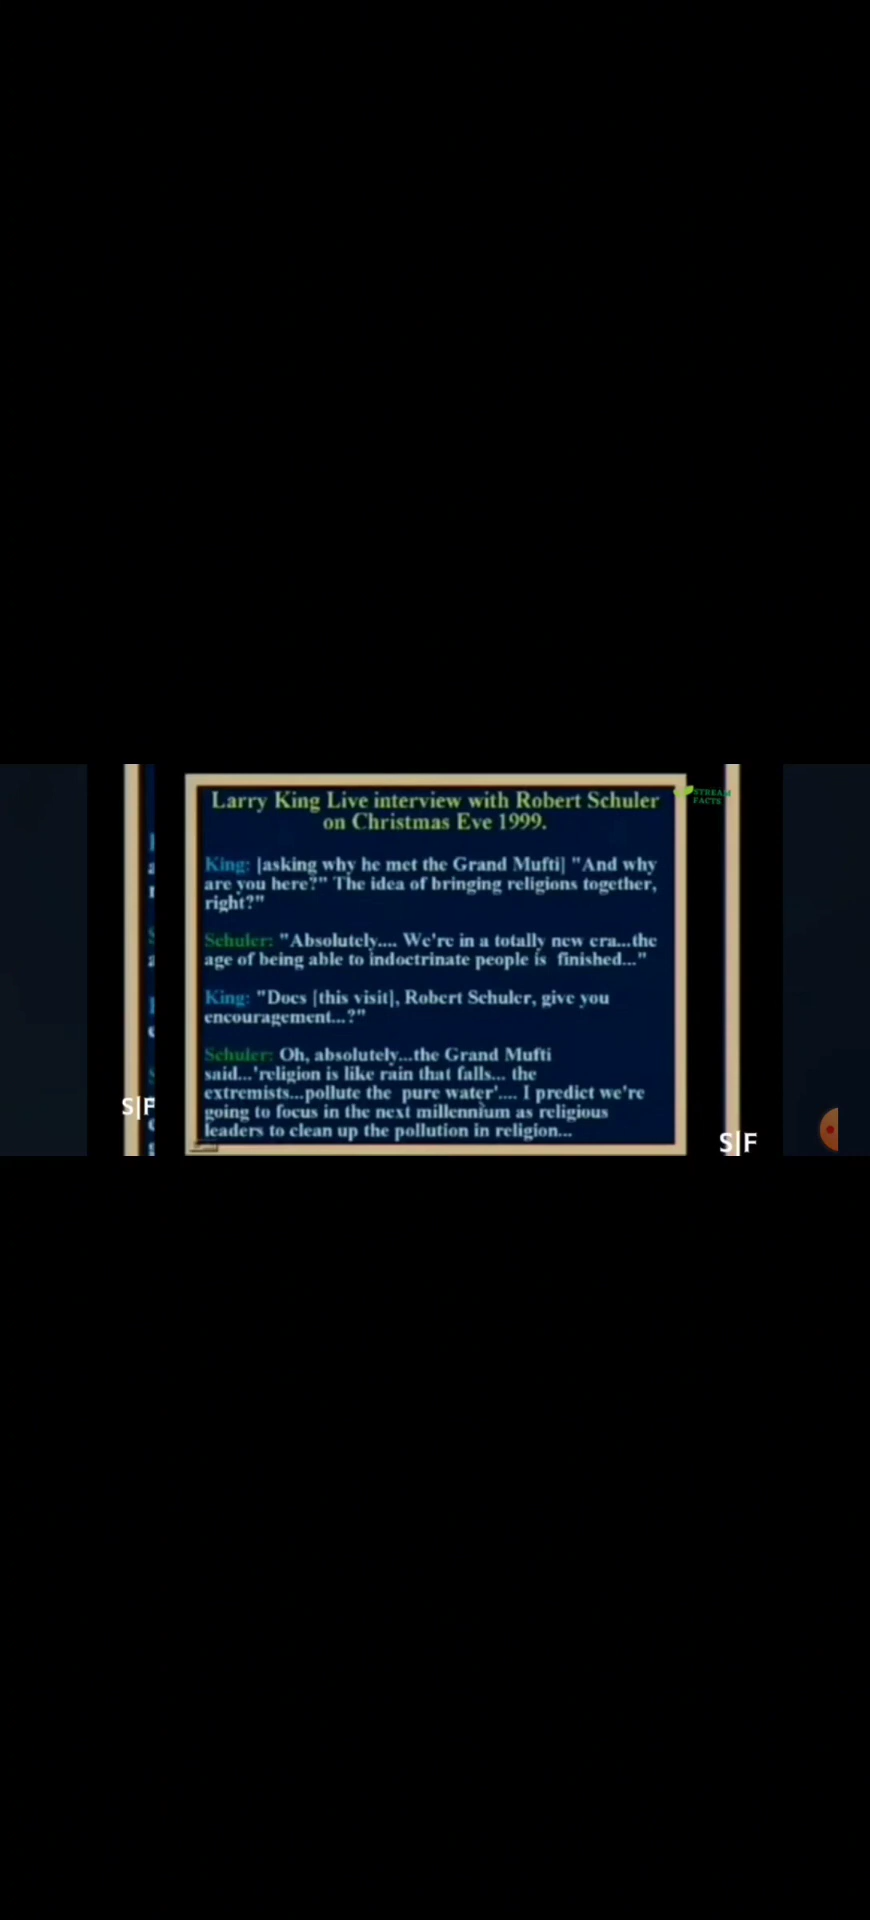 Larry King Live interview with Robert Schuler
on Christmas Eve 1999.
STREAM
FACTS
King: [asking why he met the Grand Mufti] "And why
are you here?" The idea of bringing religions together,
right?"
Schuler: "Absolutely.... We're in a totally new era...the
age of being able to indoctrinate people is finished..."
King: "Does [this visit], Robert Schuler, give you
encouragement...?"
Schuler: Oh, absolutely...the Grand Mufti
said...'religion is like rain that falls... the
extremists...pollute the pure water'.... I predict we're
going to focus in the next millennium as religious
leaders to clean up the pollution in religion...
S|F
S|F